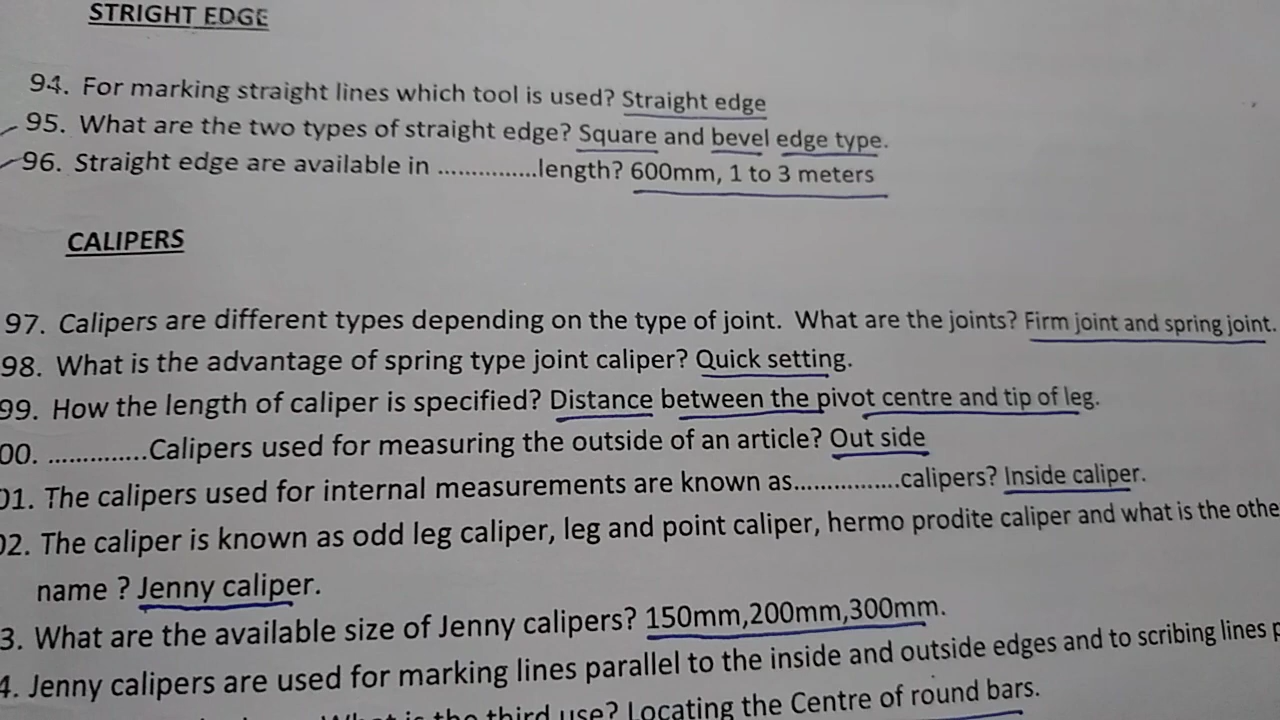 STRIGHT EDGE
94. For marking straight lines which tool is used? Straight edge
95. What are the two types of straight edge? Square and bevel edge type.
96. Straight edge are available in ...............length? 600mm, 1 to 3 meters
CALIPERS
97. Calipers are different types depending on the type of joint. What are the joints? Firm joint and spring joint.
98. What is the advantage of spring type joint caliper? Quick setting.
99. How the length of caliper is specified? Distance between the pivot centre and tip of leg.
00. ..............Calipers used for measuring the outside of an article? Out side
01. The calipers used for internal measurements are known as................calipers? Inside caliper.
02. The caliper is known as odd leg caliper, leg and point caliper, hermo prodite caliper and what is the othe
name ? Jenny caliper.
3. What are the available size of Jenny calipers? 150mm,200mm,300mm.
4. Jenny calipers are used for marking lines parallel to the inside and outside edges and to scribing lines p
What is the third use? Locating the Centre of round bars.